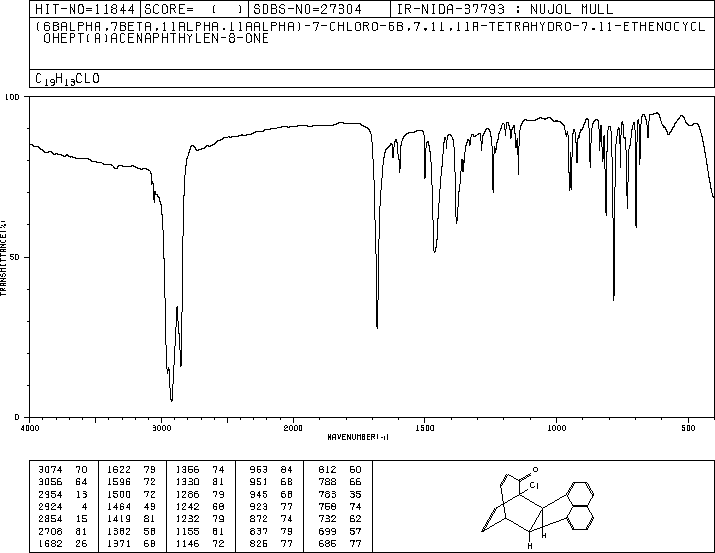 HIT-NO=11844 SCORE= ( ) SDBS-NO=27304 IR-NIDA-37793 : NUJOL MULL
(6BALPHA,7BETA,11ALPHA,11AALPHA)-7-CHLORO-6B,7,11,11A-TETRAHYDRO-7,11-ETHENOCYCL
OHEPT(A)ACENAPHTHYLEN-8-ONE
C19H13CLO
100
50
0
TRANSMITTANCE(%)
4000 3000 2000 1500 1000 500
WAVENUMBER(-1)
3074 70 1622 79 1356 74 963 84 812 60
3056 64 1596 72 1330 81 951 68 788 66
2954 13 1500 72 1286 79 945 68 783 35
2924 4 1464 49 1242 68 923 77 758 74
2854 15 1419 81 1232 79 872 74 732 62
2706 81 1382 58 1155 81 837 79 699 57
1682 26 1371 68 1146 72 826 77 686 77
O
Cl
H
H